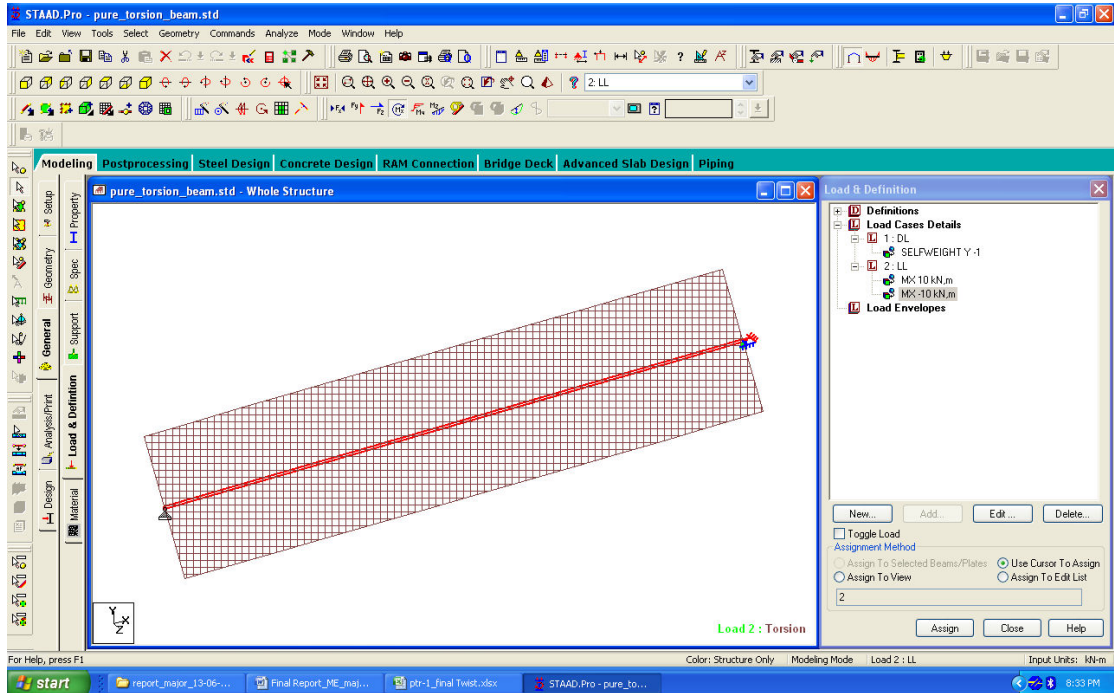 STAAD.Pro - pure_torsion_beam.std
File Edit View Tools Select Geometry Commands Analyze Mode Window Help
2: LL
Modeling Postprocessing Steel Design Concrete Design RAM Connection Bridge Deck Advanced Slab Design Piping
Setup
Geometry
General
Analysis/Print
Design
Property
Spec
Support
Load & Definition
Material
pure_torsion_beam.std - Whole Structure
Y
X
Z
Load 2 : Torsion
Load & Definition
Definitions
Load Cases Details
1 : DL
SELFWEIGHT Y -1
2 : LL
MX 10 kN,m
MX -10 kN,m
Load Envelopes
New... Add... Edit ... Delete...
Toggle Load
Assignment Method
Assign To Selected Beams/Plates Use Cursor To Assign
Assign To View Assign To Edit List
2
Assign Close Help
For Help, press F1 Color: Structure Only Modeling Mode Load 2 : LL Input Units: kN-m
start report_major_13-06-... Final Report_ME_maj... ptr-1_final Twist.xlsx STAAD.Pro - pure_to... 8:33 PM